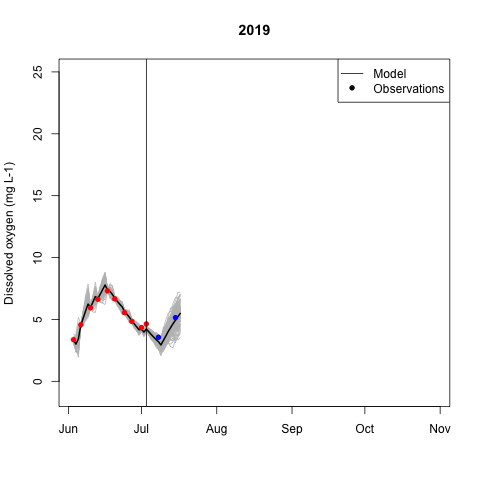 2019
Model
Observations
Dissolved oxygen (mg L-1)
25
20
15
10
5
0
Jun Jul Aug Sep Oct Nov